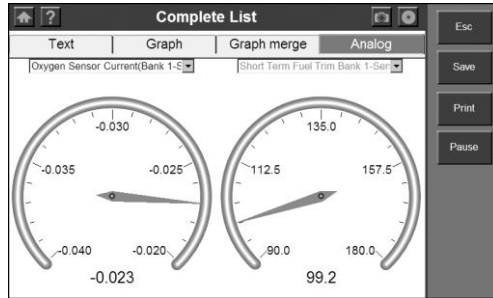 ? Complete List
Esc
Text Graph Graph merge Analog
Oxygen Sensor Current(Bank 1-S Short Term Fuel Trim Bank 1-Sen
Save
Print
Pause
-0.030 135.0
-0.035 -0.025 112.5 157.5
-0.040 -0.020 90.0 180.0
-0.023 99.2